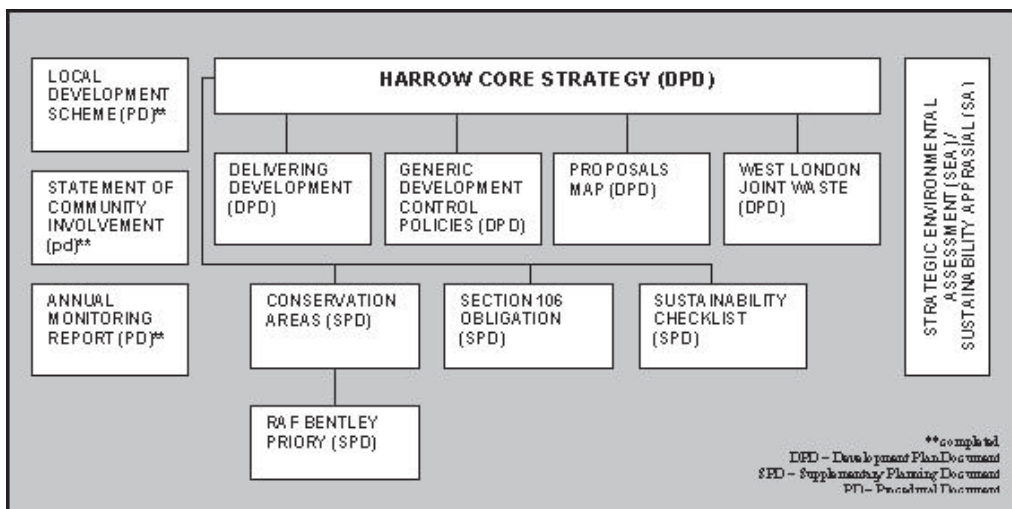 LOCAL
DEVELOPMENT
SCHEME (PD)**
STATEMENT OF
COMMUNITY
INVOLVEMENT
(pd)**
ANNUAL
MONITORING
REPORT (PD)**
HARROW CORE STRATEGY (DPD)
DELIVERING
DEVELOPMENT
(DPD)
GENERIC
DEVELOPMENT
CONTROL
POLICIES (DPD)
PROPOSALS
MAP (DPD)
WEST LONDON
JOINT WASTE
(DPD)
CONSERVATION
AREAS (SPD)
SECTION 106
OBLIGATION
(SPD)
SUSTAINABILITY
CHECKLIST
(SPD)
RAF BENTLEY
PRIORY (SPD)
STRATEGIC ENVIRONMENTAL
ASSESSMENT (SEA)/
SUSTAINABILITY APPRASIAL (SA)
**completed
DPD – Development Plan Document
SPD – Supplementary Planning Document
PD – Procedural Document